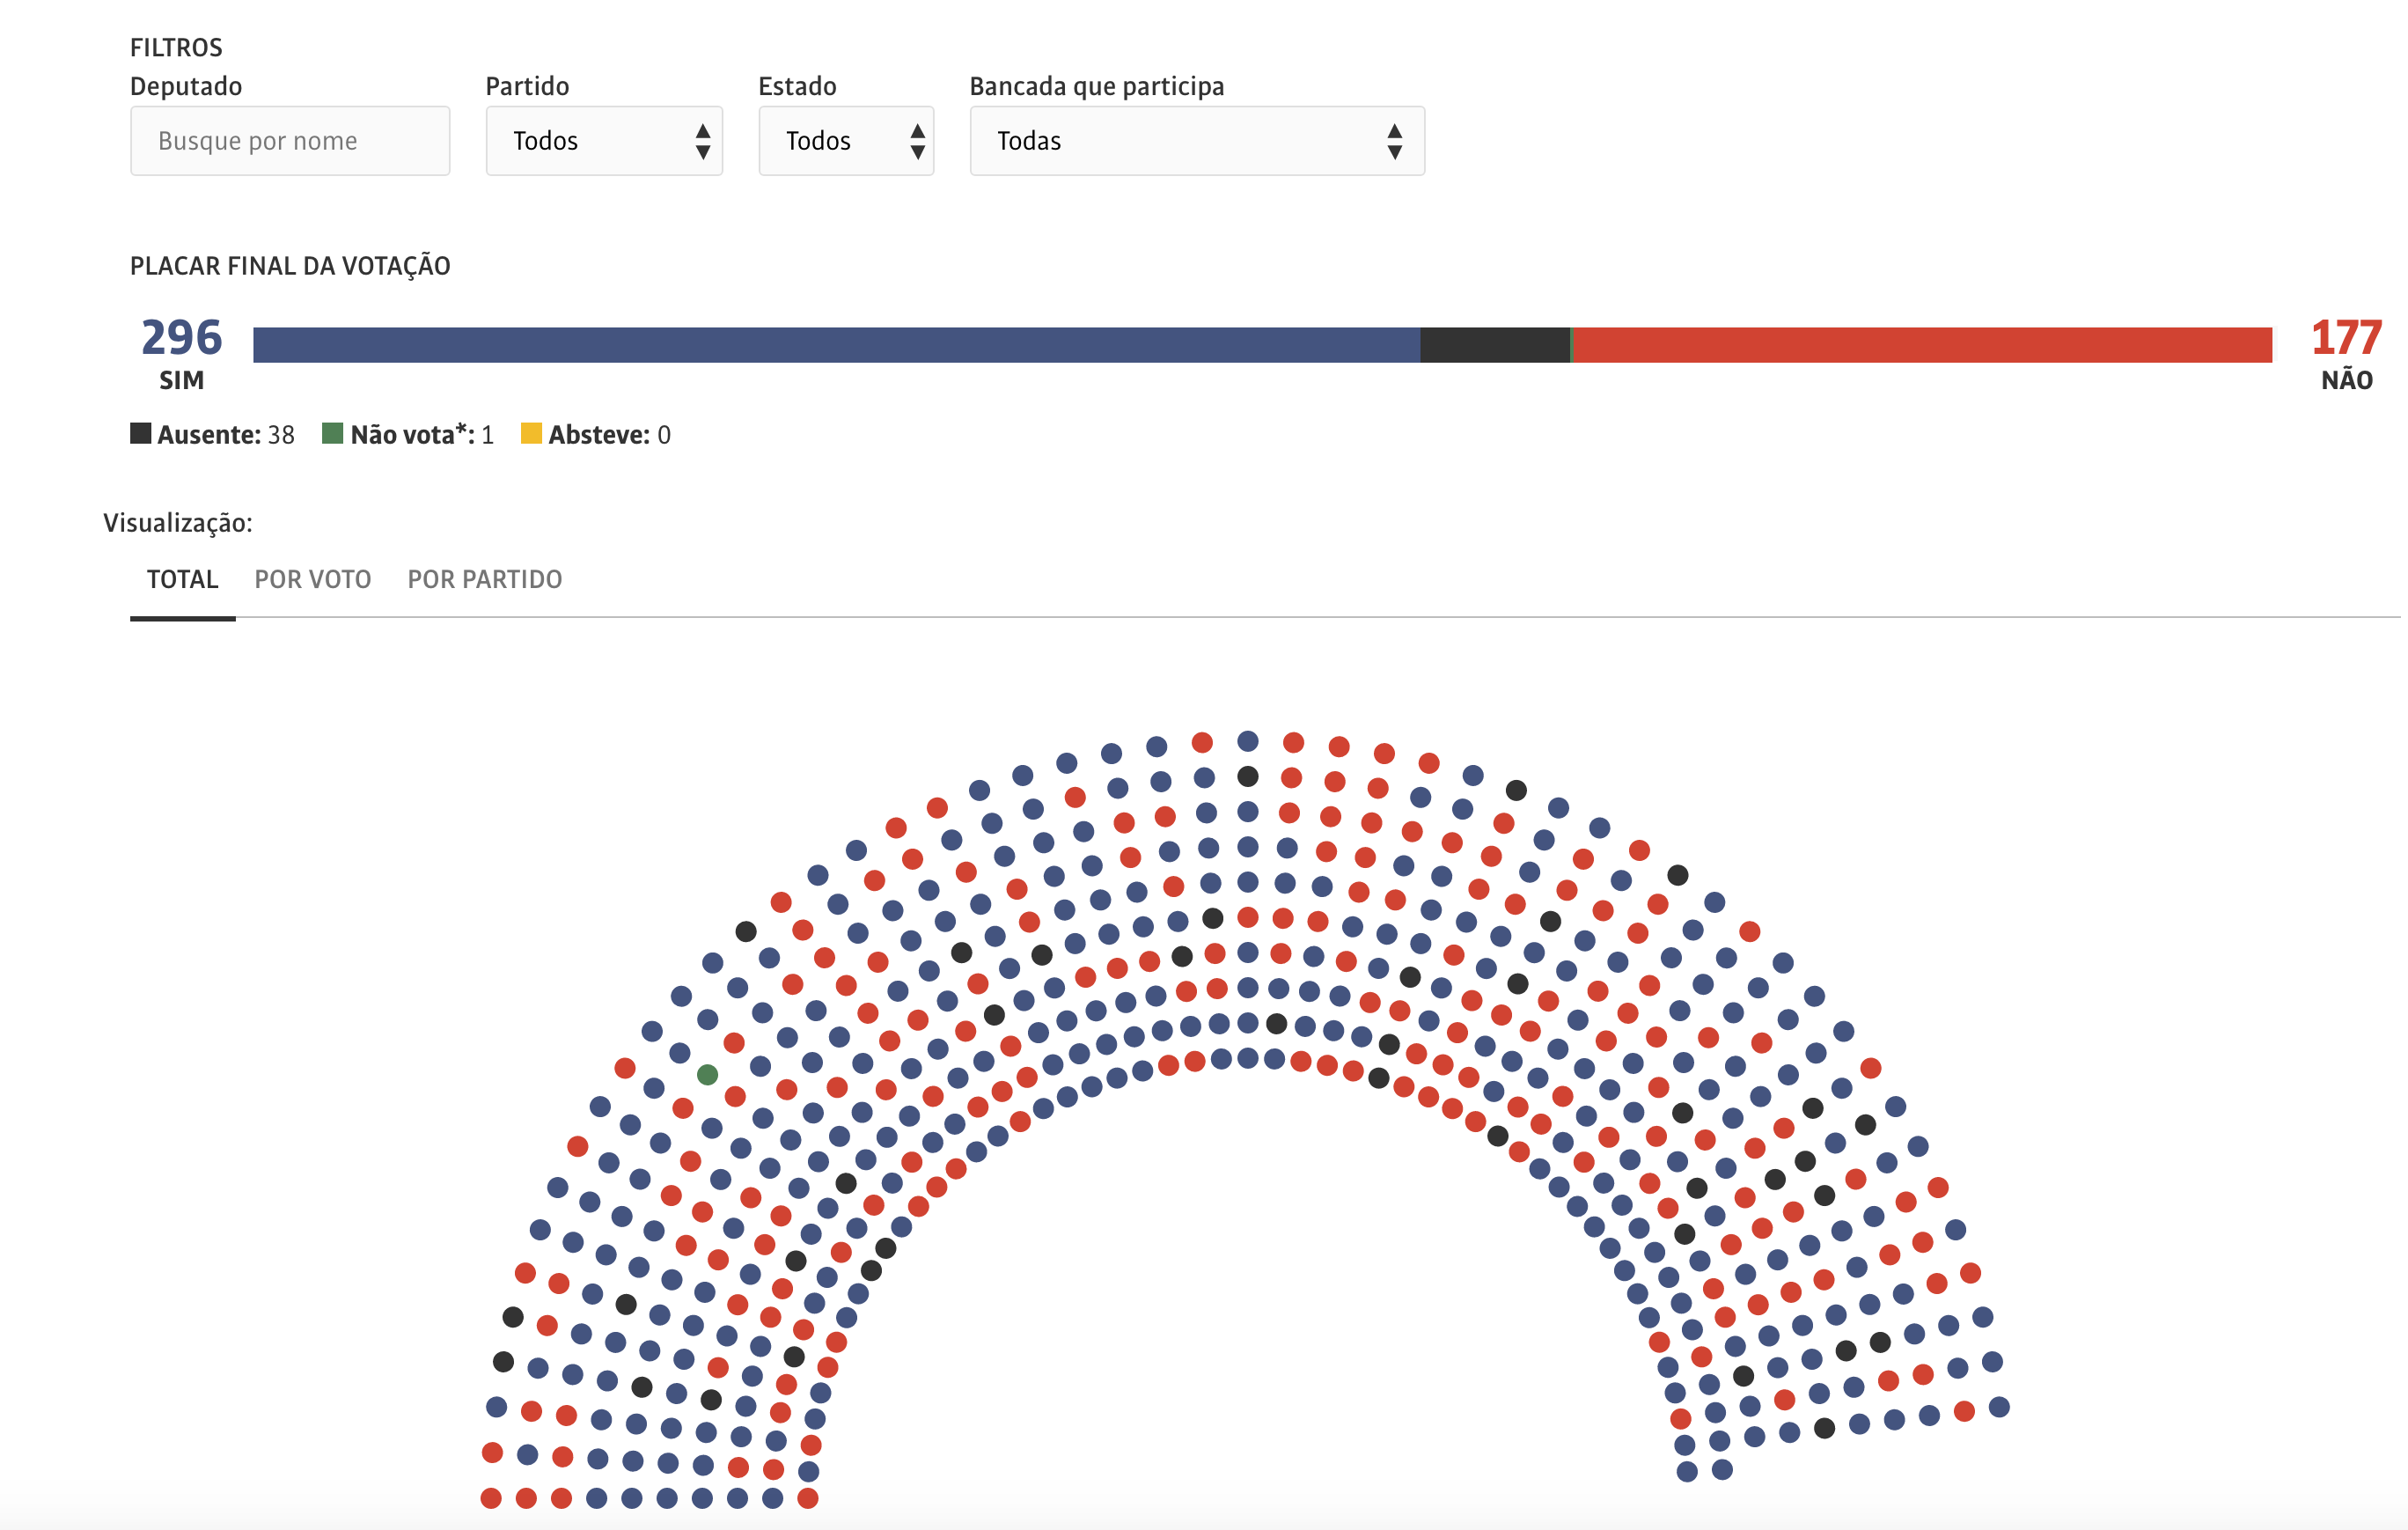 FILTROS
Deputado Partido Estado Bancada que participa
Busque por nome Todos Todos Todas
PLACAR FINAL DA VOTAÇÃO
296 177
SIM NÃO
Ausente: 38 Não vota*: 1 Absteve: 0
Visualização:
TOTAL POR VOTO POR PARTIDO